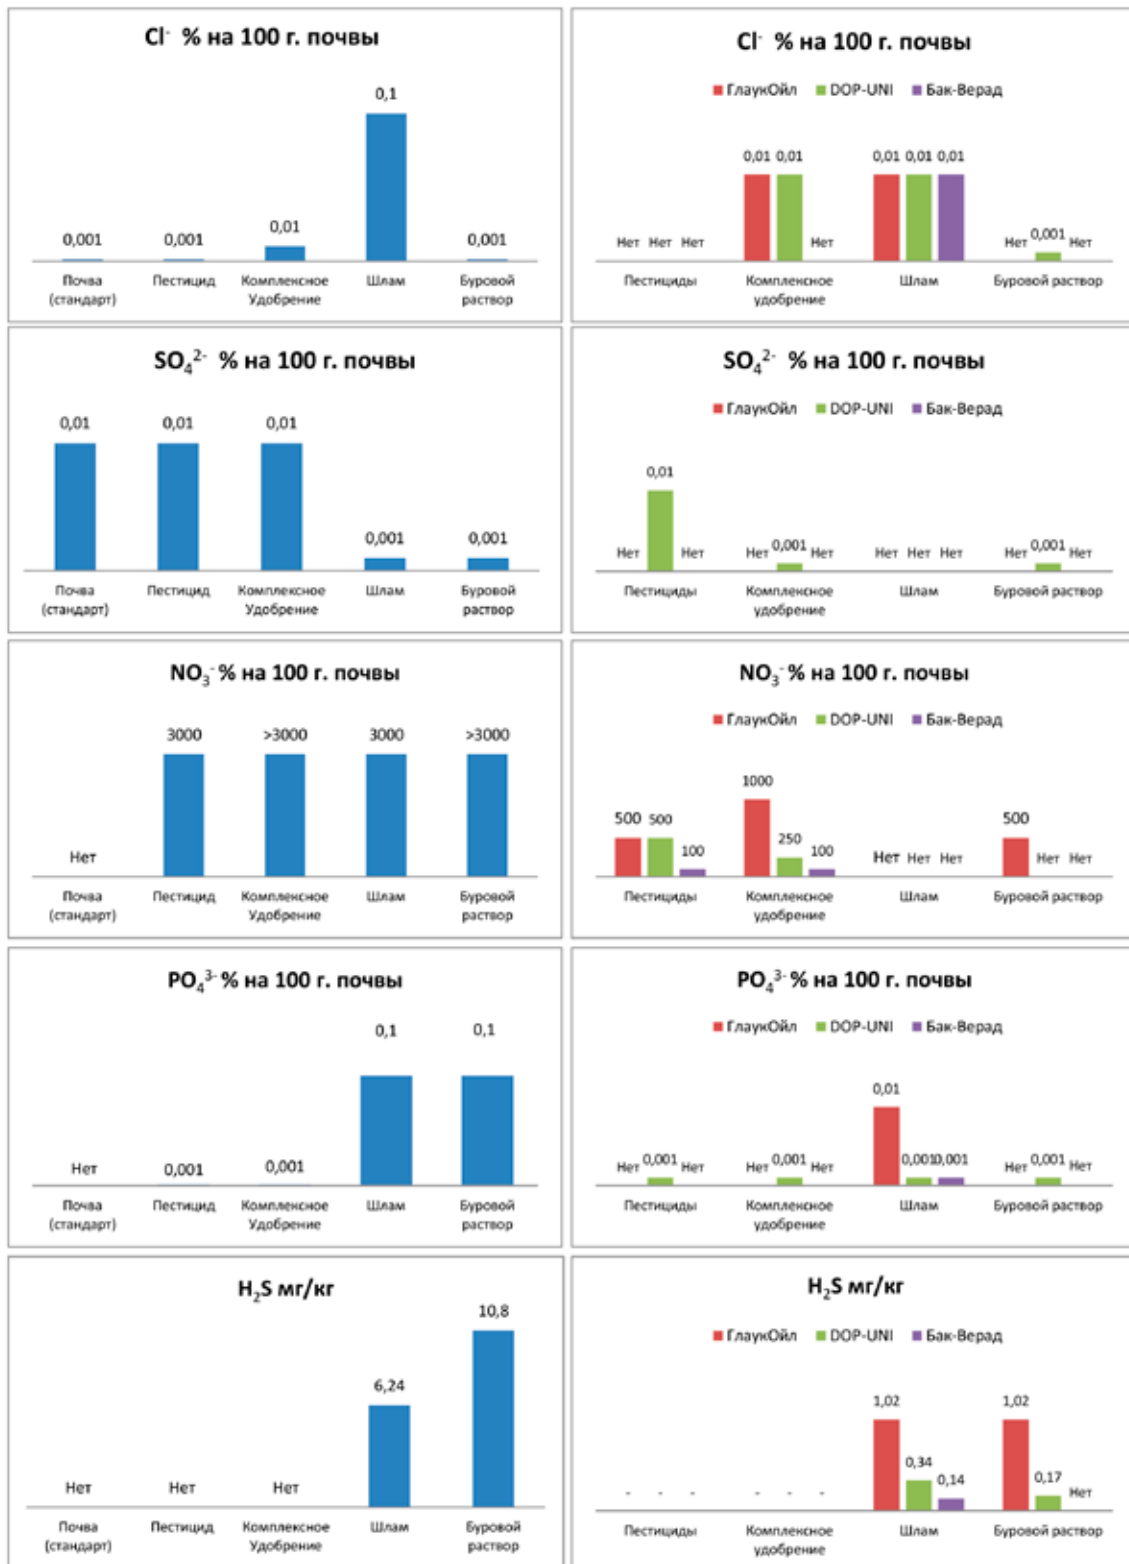 Cl⁻ % на 100 г. почвы
0,1
0,01
0,001 0,001 0,001
Почва Пестицид Комплексное Шлам Буровой
(стандарт) Удобрение раствор
Cl⁻ % на 100 г. почвы
ГлаукОйл DOP-UNI Бак-Верад
0,01 0,01 0,01 0,01 0,01
Нет Нет Нет Нет Нет 0,001 Нет
Пестициды Комплексное Шлам Буровой раствор
удобрение
SO₄²⁻ % на 100 г. почвы
0,01 0,01 0,01
0,001 0,001
Почва Пестицид Комплексное Шлам Буровой
(стандарт) Удобрение раствор
SO₄²⁻ % на 100 г. почвы
ГлаукОйл DOP-UNI Бак-Верад
0,01
Нет Нет Нет 0,001 Нет Нет Нет Нет Нет 0,001 Нет
Пестициды Комплексное Шлам Буровой раствор
удобрение
NO₃⁻ % на 100 г. почвы
3000 >3000 3000 >3000
Нет
Почва Пестицид Комплексное Шлам Буровой
(стандарт) Удобрение раствор
NO₃⁻ % на 100 г. почвы
ГлаукОйл DOP-UNI Бак-Верад
1000
500 500 250 500
100 100 Нет Нет Нет Нет Нет
Пестициды Комплексное Шлам Буровой раствор
удобрение
PO₄³⁻ % на 100 г. почвы
0,1 0,1
Нет 0,001 0,001
Почва Пестицид Комплексное Шлам Буровой
(стандарт) Удобрение раствор
PO₄³⁻ % на 100 г. почвы
ГлаукОйл DOP-UNI Бак-Верад
0,01
Нет 0,001 Нет Нет 0,001 Нет 0,001 0,001 Нет 0,001 Нет
Пестициды Комплексное Шлам Буровой раствор
удобрение
H₂S мг/кг
10,8
6,24
Нет Нет Нет
Почва Пестицид Комплексное Шлам Буровой
(стандарт) Удобрение раствор
H₂S мг/кг
ГлаукОйл DOP-UNI Бак-Верад
1,02 1,02
0,34 0,14 0,17 Нет
- - - - - -
Пестициды Комплексное Шлам Буровой раствор
удобрение